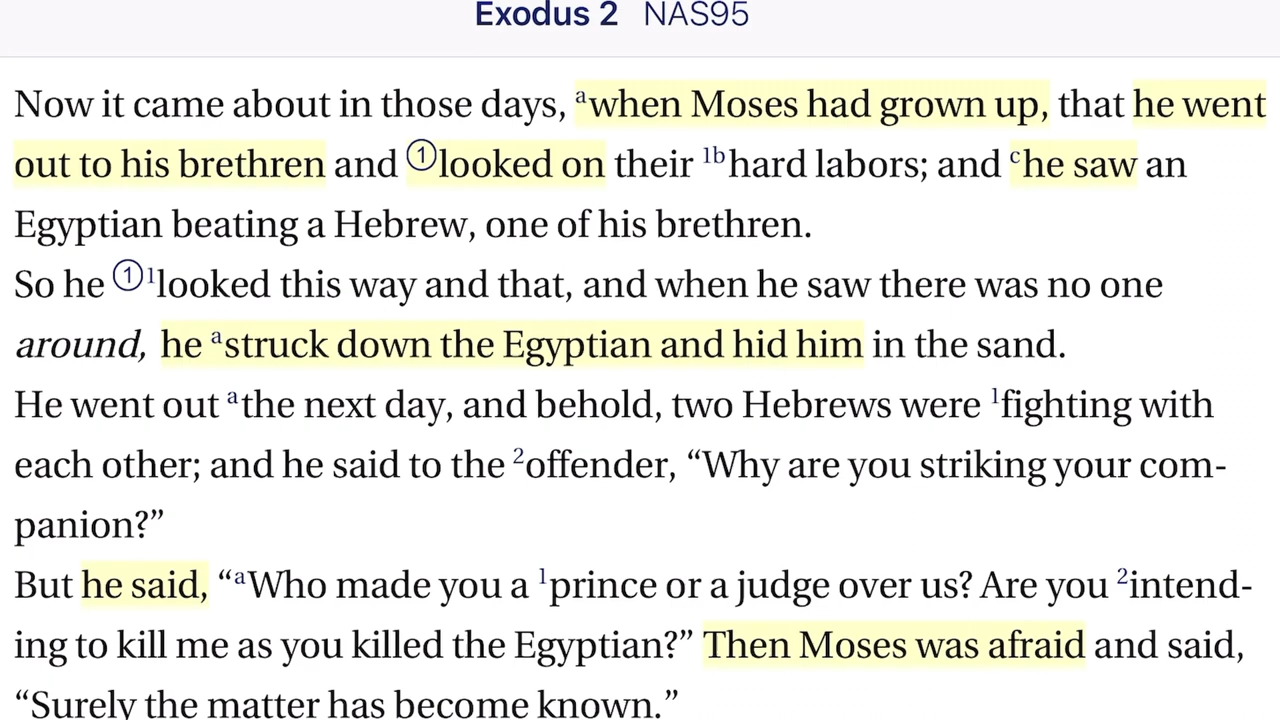 Exodus 2 NAS95
Now it came about in those days, ᵃwhen Moses had grown up, that he went
out to his brethren and ①looked on their ¹ᵇhard labors; and ᶜhe saw an
Egyptian beating a Hebrew, one of his brethren.
So he ①¹looked this way and that, and when he saw there was no one
around, he ᵃstruck down the Egyptian and hid him in the sand.
He went out ᵃthe next day, and behold, two Hebrews were ¹fighting with
each other; and he said to the ²offender, “Why are you striking your com-
panion?”
But he said, “ᵃWho made you a ¹prince or a judge over us? Are you ²intend-
ing to kill me as you killed the Egyptian?” Then Moses was afraid and said,
“Surely the matter has become known.”